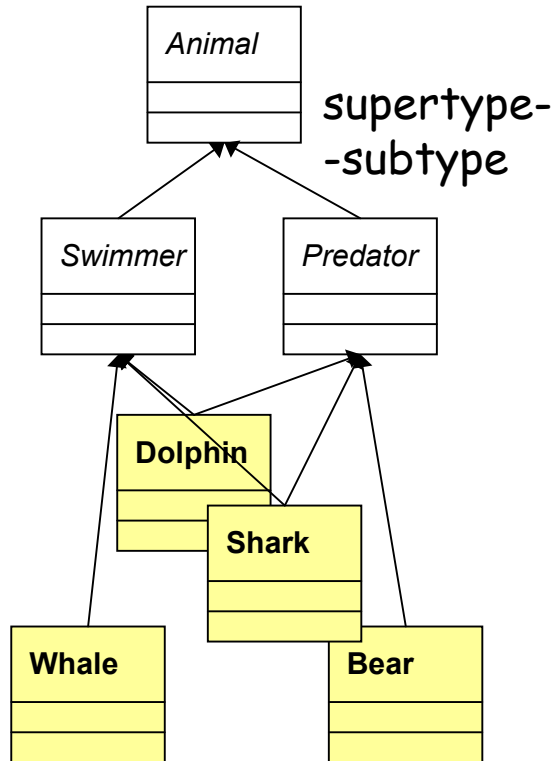 Animal
supertype-
-subtype
Swimmer
Predator
Dolphin
Shark
Whale
Bear